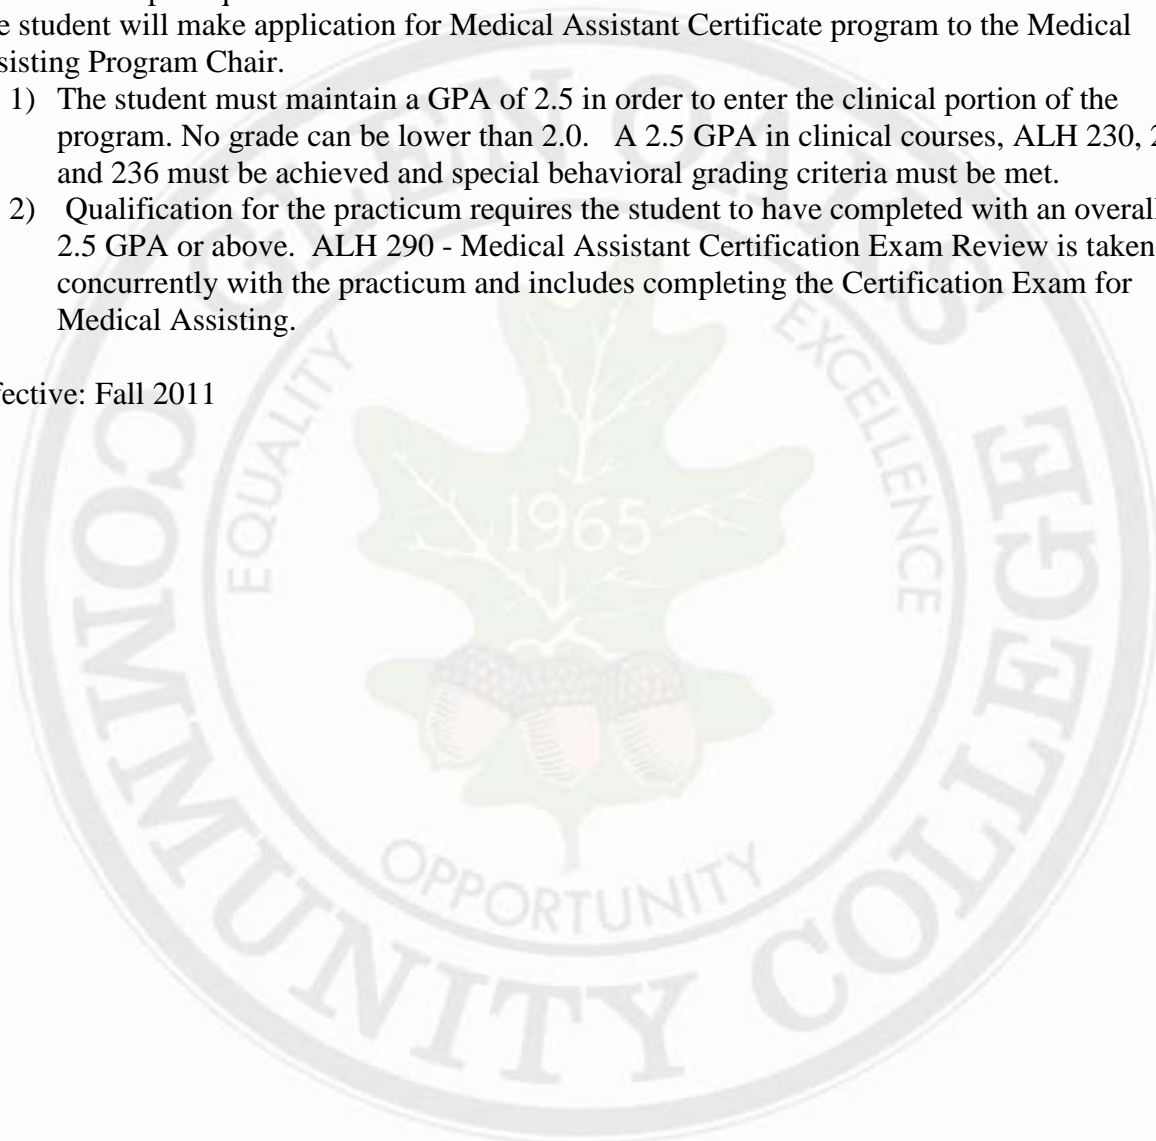 student will make application for Medical Assistant Certificate program to the Medical
Program Chair.
1) The student must maintain a GPA of 2.5 in order to enter the clinical portion of the
program. No grade can be lower than 2.0. A 2.5 GPA in clinical courses, ALH 230,
and 236 must be achieved and special behavioral grading criteria must be met.
2) Qualification for the practicum requires the student to have completed with an overall
2.5 GPA or above. ALH 290 - Medical Assistant Certification Exam Review is taken
concurrently with the practicum and includes completing the Certification Exam for
Medical Assisting.
Fall 2011
GLEN OAKS
COMMUNITY COLLEGE
EQUALITY
EXCELLENCE
OPPORTUNITY
1965